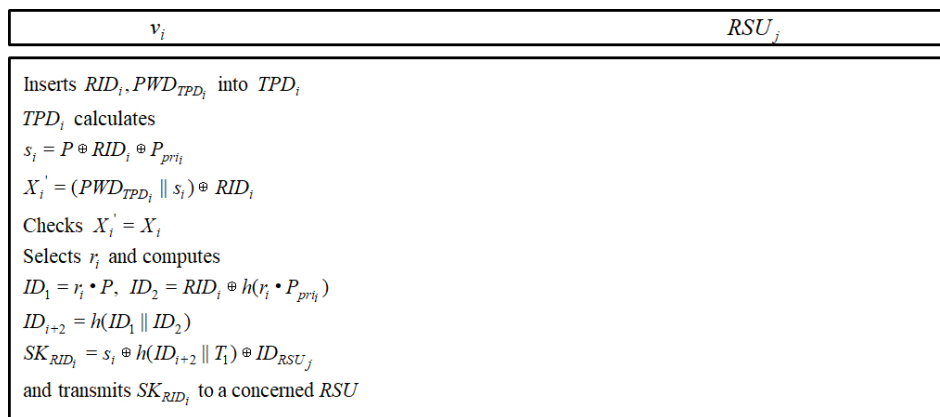 v_i RSU_j
Inserts RID_i, PWD_{TPD_i} into TPD_i
TPD_i calculates
s_i = P ⊕ RID_i ⊕ P_{pri_i}
X_i' = (PWD_{TPD_i} || s_i) ⊕ RID_i
Checks X_i' = X_i
Selects r_i and computes
ID_1 = r_i • P, ID_2 = RID_i ⊕ h(r_i • P_{pri_i})
ID_{i+2} = h(ID_1 || ID_2)
SK_{RID_i} = s_i ⊕ h(ID_{i+2} || T_1) ⊕ ID_{RSU_j}
and transmits SK_{RID_i} to a concerned RSU